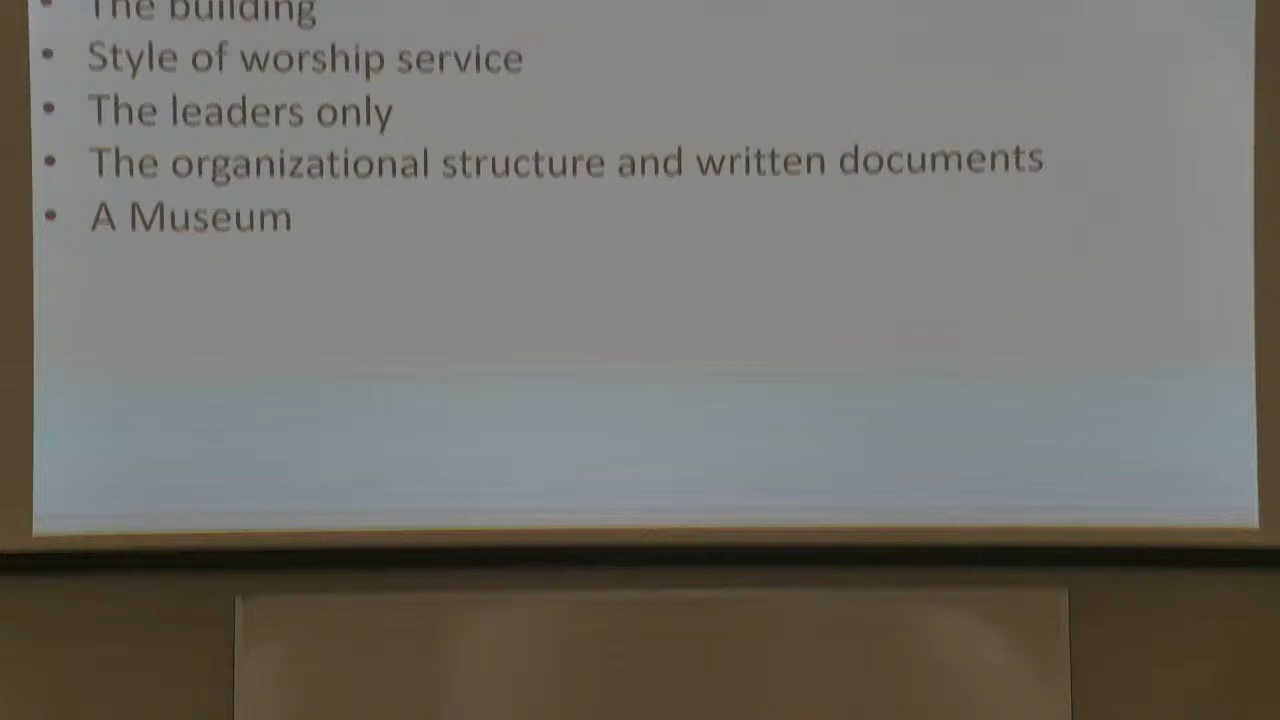 • The building
• Style of worship service
• The leaders only
• The organizational structure and written documents
• A Museum